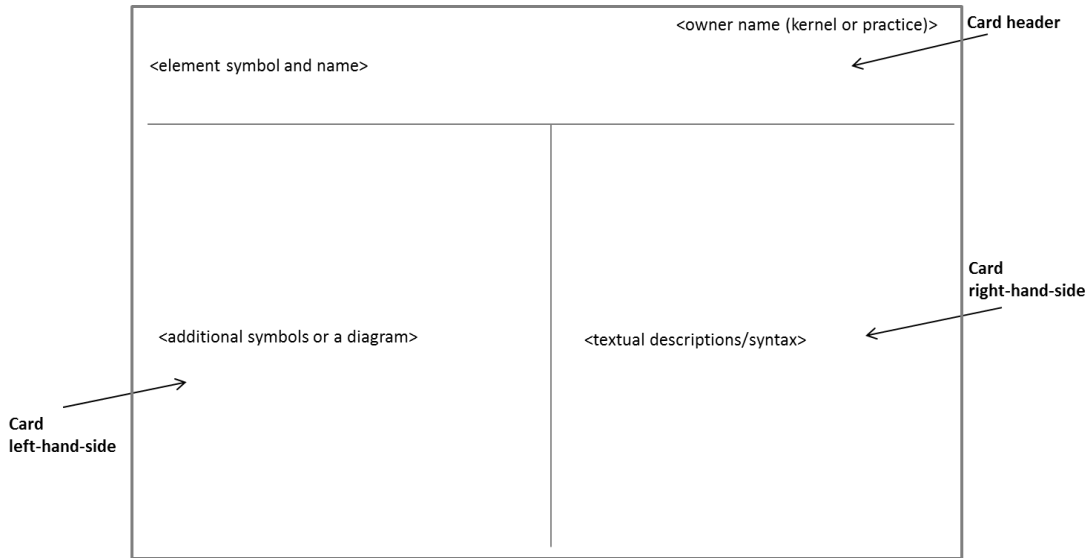 <owner name (kernel or practice)>
Card header
<element symbol and name>
Card
right-hand-side
<additional symbols or a diagram>
<textual descriptions/syntax>
Card
left-hand-side